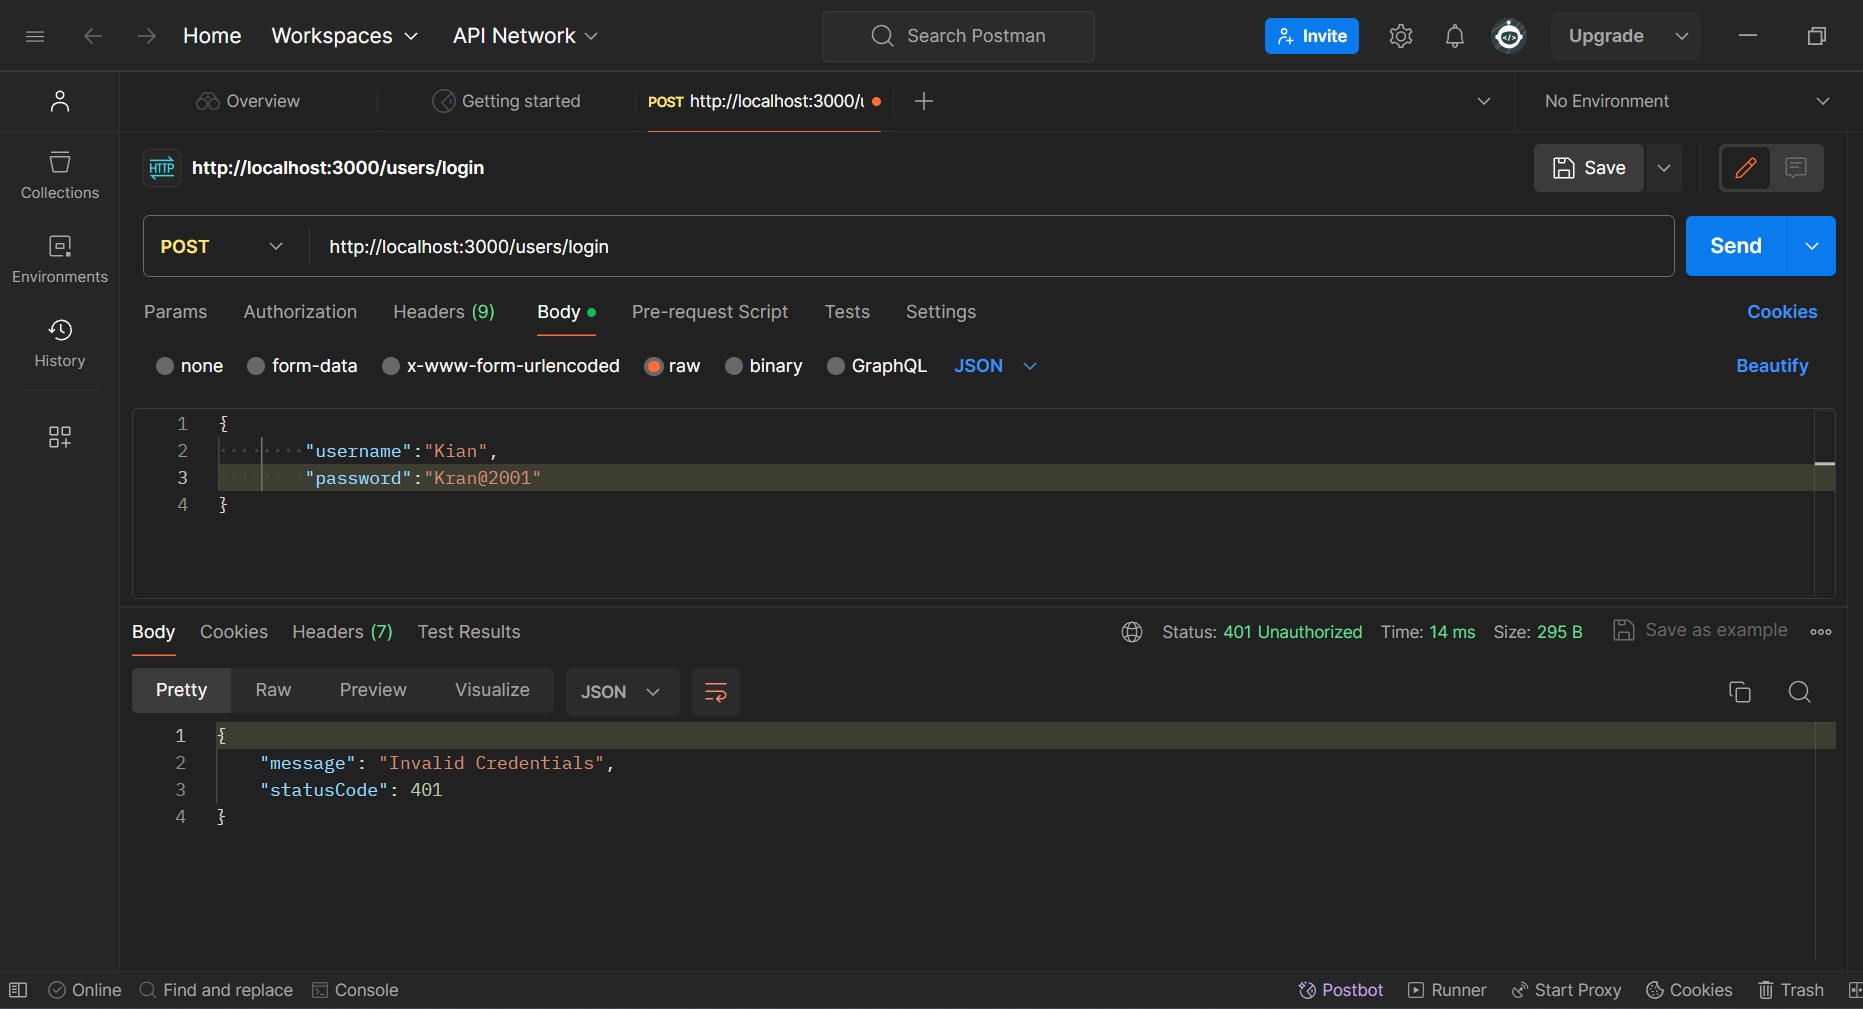 Home Workspaces API Network Search Postman Invite Upgrade
Overview Getting started POST http://localhost:3000/u No Environment
HTTP http://localhost:3000/users/login Save
Collections
POST http://localhost:3000/users/login Send
Environments
Params Authorization Headers (9) Body Pre-request Script Tests Settings Cookies
History
none form-data x-www-form-urlencoded raw binary GraphQL JSON Beautify
1 {
2 "username":"Kian",
3 "password":"Kran@2001"
4 }
Body Cookies Headers (7) Test Results Status: 401 Unauthorized Time: 14 ms Size: 295 B Save as example
Pretty Raw Preview Visualize JSON
1 {
2 "message": "Invalid Credentials",
3 "statusCode": 401
4 }
Online Find and replace Console Postbot Runner Start Proxy Cookies Trash